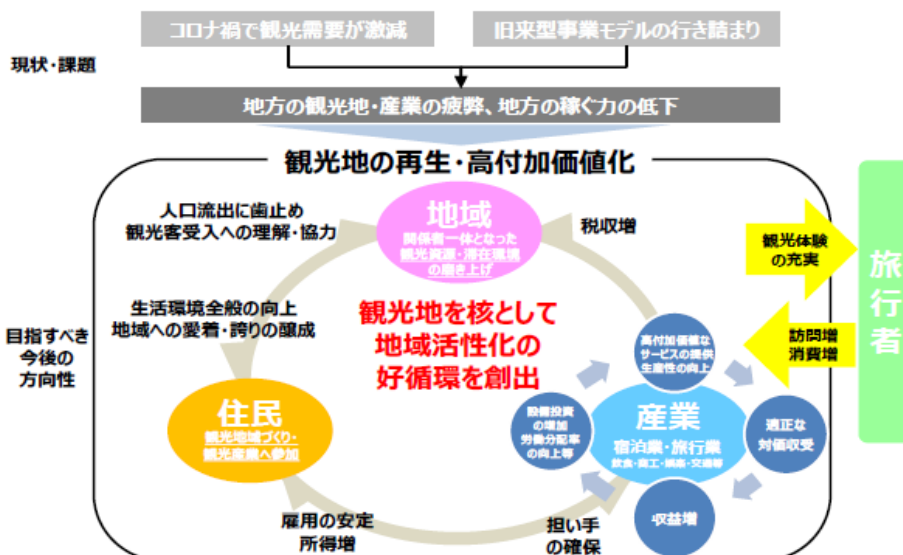 コロナ禍で観光需要が激減
旧来型事業モデルの行き詰まり
現状・課題
地方の観光地・産業の疲弊、地方の稼ぐ力の低下
観光地の再生・高付加価値化
地域
関係者一体となった
観光資源・滞在環境
の磨き上げ
人口流出に歯止め
観光客受入への理解・協力
税収増
観光体験
の充実
旅行者
生活環境全般の向上
地域への愛着・誇りの醸成
観光地を核として
地域活性化の
好循環を創出
目指すべき
今後の
方向性
訪問増
消費増
高付加価値な
サービスの提供
生産性の向上
住民
観光地域づくり・
観光産業へ参加
設備投資
の増加
労働分配率
の向上等
産業
宿泊業・旅行業
飲食・商工・娯楽・交通等
適正な
対価収受
収益増
雇用の安定
所得増
担い手
の確保